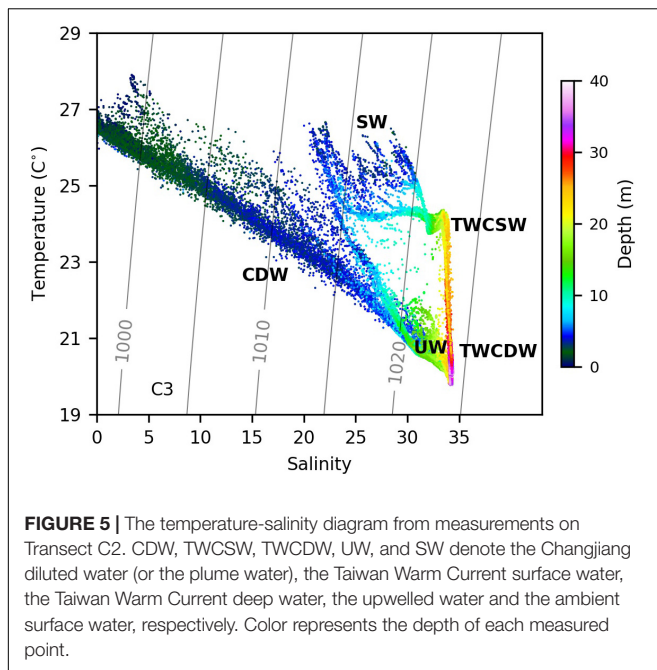 29
27
25
23
21
19
Temperature (C°)
SW
TWCSW
CDW
UW
TWCDW
1000
1010
1020
C3
0 5 10 15 20 25 30 35
Salinity
40
30
20
10
0
Depth (m)
FIGURE 5 | The temperature-salinity diagram from measurements on
Transect C2. CDW, TWCSW, TWCDW, UW, and SW denote the Changjiang
diluted water (or the plume water), the Taiwan Warm Current surface water,
the Taiwan Warm Current deep water, the upwelled water and the ambient
surface water, respectively. Color represents the depth of each measured
point.